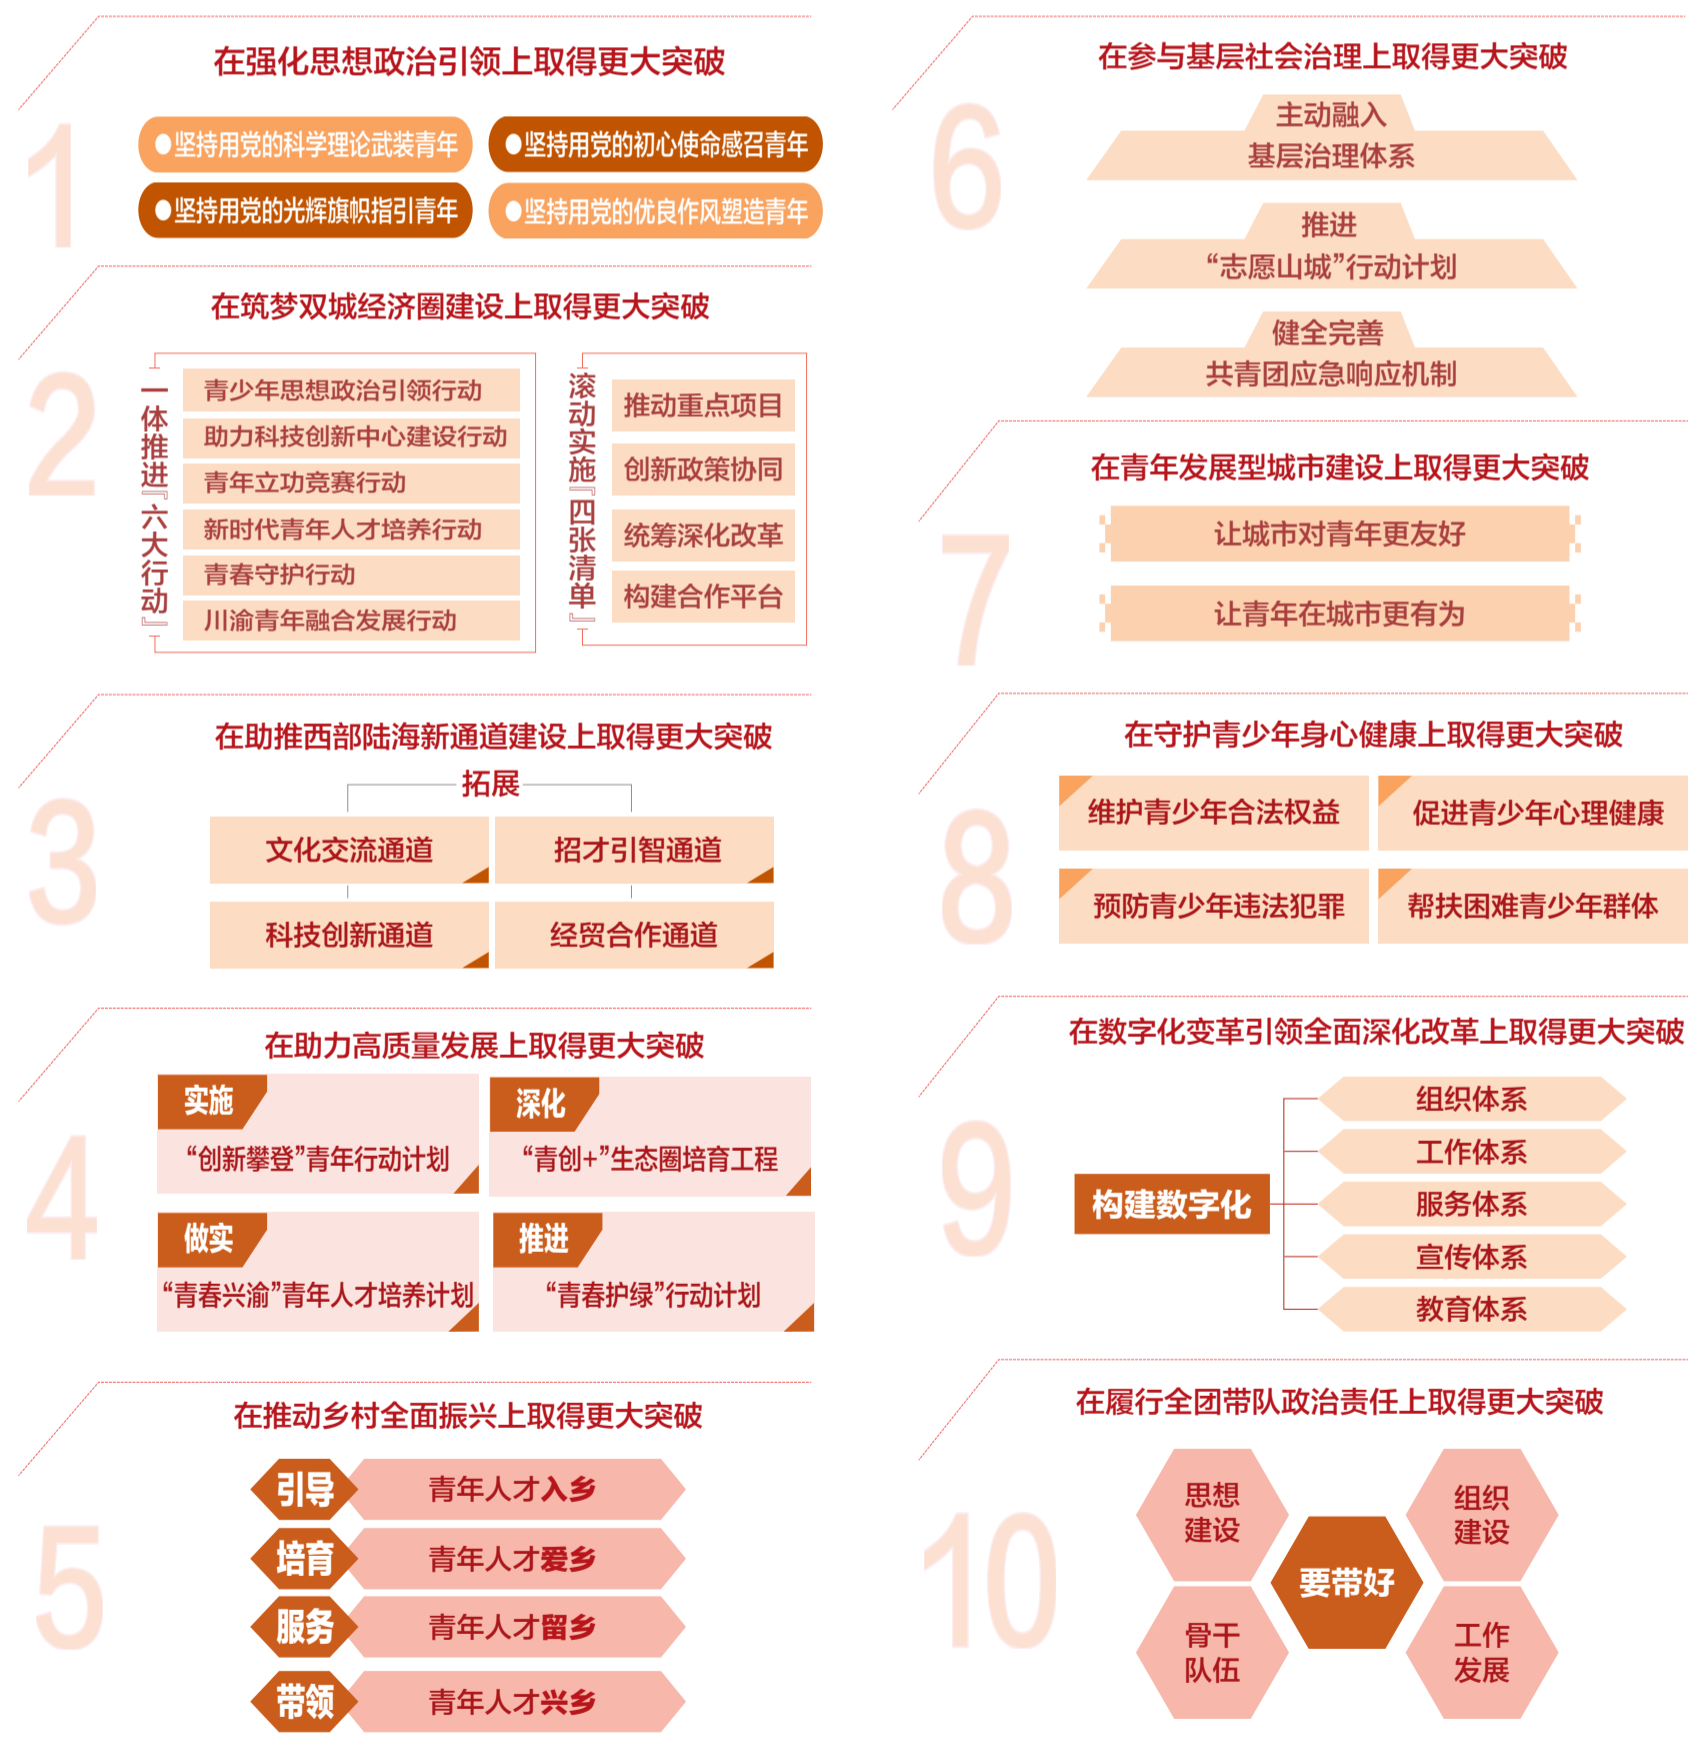 1
在强化思想政治引领上取得更大突破
坚持用党的科学理论武装青年
坚持用党的初心使命感召青年
坚持用党的光辉旗帜指引青年
坚持用党的优良作风塑造青年
2
在筑梦双城经济圈建设上取得更大突破
一体推进『六大行动』
青少年思想政治引领行动
助力科技创新中心建设行动
青年立功竞赛行动
新时代青年人才培养行动
青春守护行动
川渝青年融合发展行动
滚动实施『四张清单』
推动重点项目
创新政策协同
统筹深化改革
构建合作平台
3
在助推西部陆海新通道建设上取得更大突破
拓展
文化交流通道
招才引智通道
科技创新通道
经贸合作通道
4
在助力高质量发展上取得更大突破
实施
“创新攀登”青年行动计划
深化
“青创+”生态圈培育工程
做实
“青春兴渝”青年人才培养计划
推进
“青春护绿”行动计划
5
在推动乡村全面振兴上取得更大突破
引导 青年人才入乡
培育 青年人才爱乡
服务 青年人才留乡
带领 青年人才兴乡
6
在参与基层社会治理上取得更大突破
主动融入
基层治理体系
推进
“志愿山城”行动计划
健全完善
共青团应急响应机制
7
在青年发展型城市建设上取得更大突破
让城市对青年更友好
让青年在城市更有为
8
在守护青少年身心健康上取得更大突破
维护青少年合法权益
促进青少年心理健康
预防青少年违法犯罪
帮扶困难青少年群体
9
在数字化变革引领全面深化改革上取得更大突破
构建数字化
组织体系
工作体系
服务体系
宣传体系
教育体系
10
在履行全团带队政治责任上取得更大突破
思想
建设
组织
建设
要带好
骨干
队伍
工作
发展